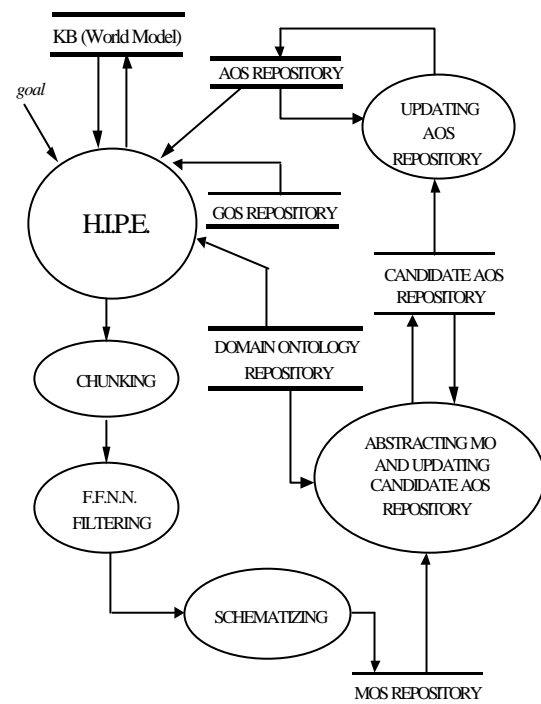 KB (World Model)
goal
AOS REPOSITORY
UPDATING
AOS
REPOSITORY
H.I.P.E.
GOS REPOSITORY
CANDIDATE AOS
REPOSITORY
DOMAIN ONTOLOGY
REPOSITORY
CHUNKING
ABSTRACTING MO
AND UPDATING
CANDIDATE AOS
REPOSITORY
F.F.N.N.
FILTERING
SCHEMATIZING
MOS REPOSITORY